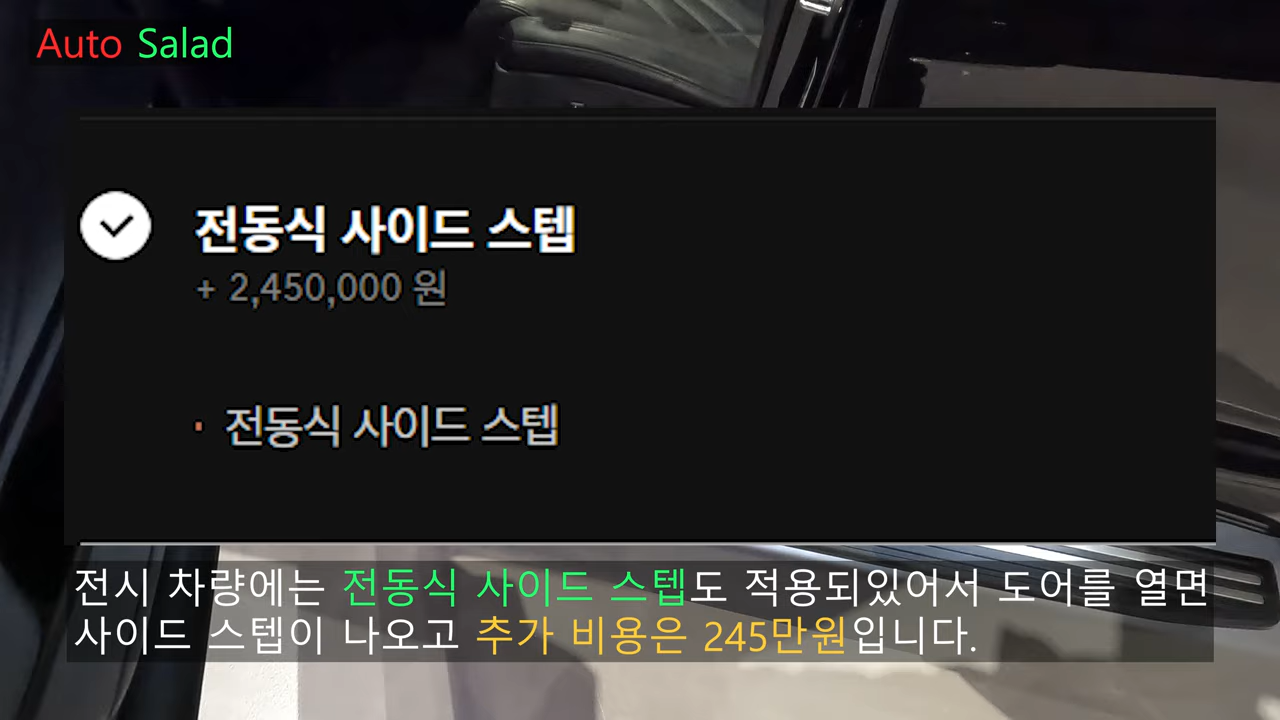 Auto Salad
전동식 사이드 스텝
+ 2,450,000 원
· 전동식 사이드 스텝
전시 차량에는 전동식 사이드 스텝도 적용되있어서 도어를 열면
사이드 스텝이 나오고 추가 비용은 245만원입니다.